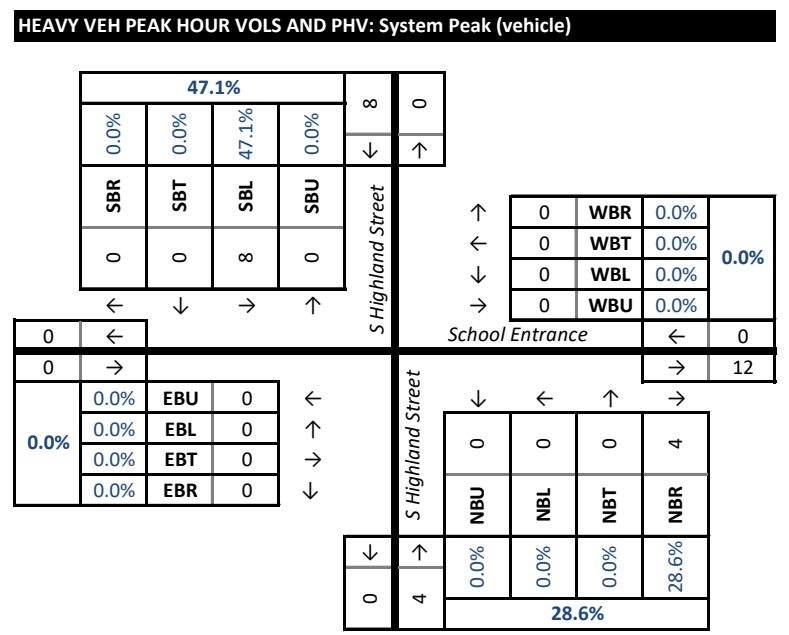 HEAVY VEH PEAK HOUR VOLS AND PHV: System Peak (vehicle)
47.1%
0.0% 0.0% 47.1% 0.0%
SBR SBT SBL SBU
0 0 8 0
← ↓ → ↑
8 0
↓ ↑
S Highland Street
↑ 0 WBR 0.0%
← 0 WBT 0.0%
↓ 0 WBL 0.0%
→ 0 WBU 0.0%
0.0%
School Entrance
← 0
→ 12
0 ←
0 →
0.0%
0.0% EBU 0 ←
0.0% EBL 0 ↑
0.0% EBT 0 →
0.0% EBR 0 ↓
S Highland Street
↓ ← ↑ →
0 0 0 4
NBU NBL NBT NBR
0.0% 0.0% 0.0% 28.6%
28.6%
↓ ↑
0 4